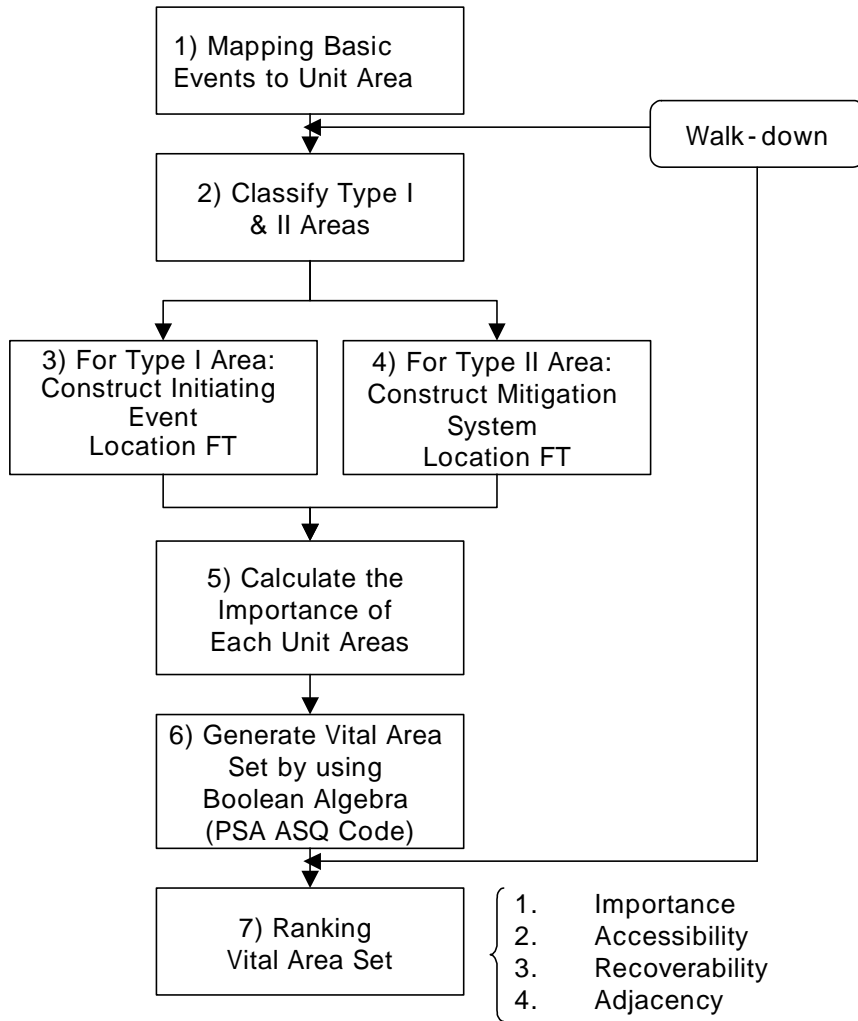 1) Mapping Basic
Events to Unit Area
Walk-down
2) Classify Type I
& II Areas
3) For Type I Area:
Construct Initiating
Event
Location FT
4) For Type II Area:
Construct Mitigation
System
Location FT
5) Calculate the
Importance of
Each Unit Areas
6) Generate Vital Area
Set by using
Boolean Algebra
(PSA ASQ Code)
7) Ranking
Vital Area Set
1. Importance
2. Accessibility
3. Recoverability
4. Adjacency